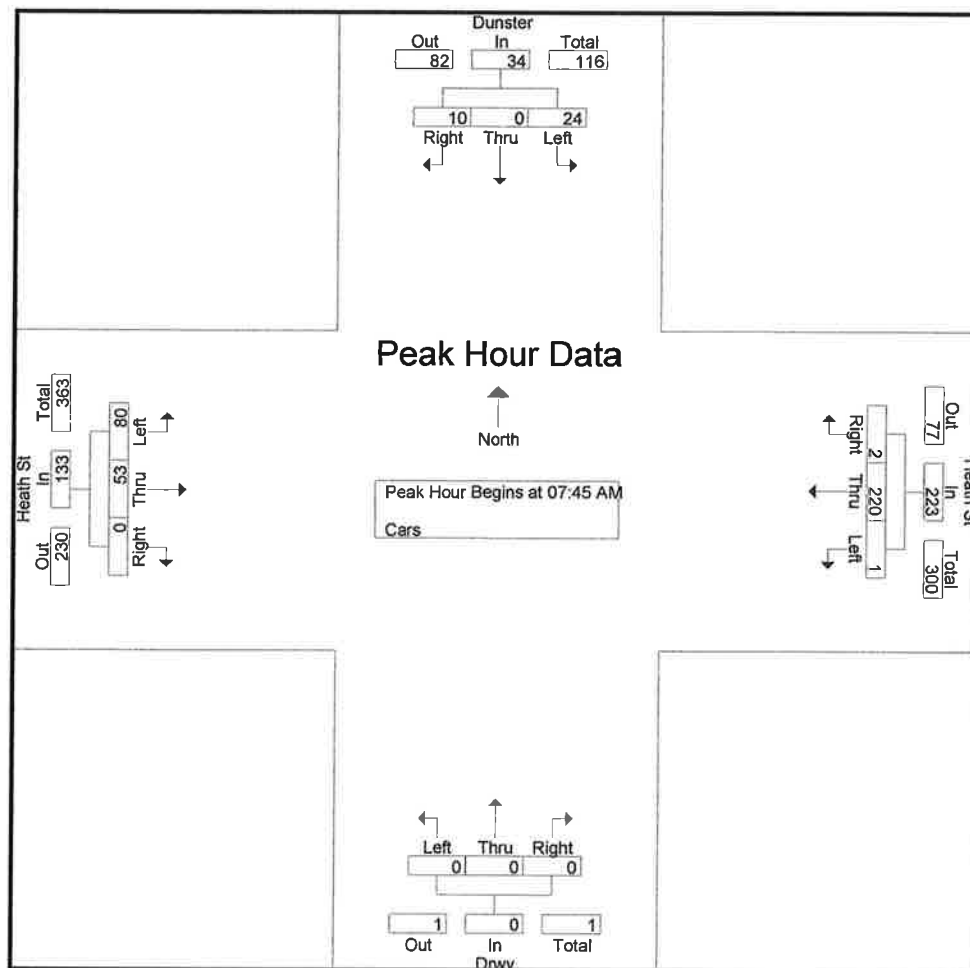 Dunster
Out In Total
82 34 116
10 0 24
Right Thru Left
Peak Hour Data
North
Peak Hour Begins at 07:45 AM
Cars
Heath St
Total In Out
363 133 230
80 53 0
Left Thru Right
Right Thru Left
2 220 1
Out In Total
77 223 300
Heath St
Left Thru Right
0 0 0
1 0 1
Out In Total
Drwy